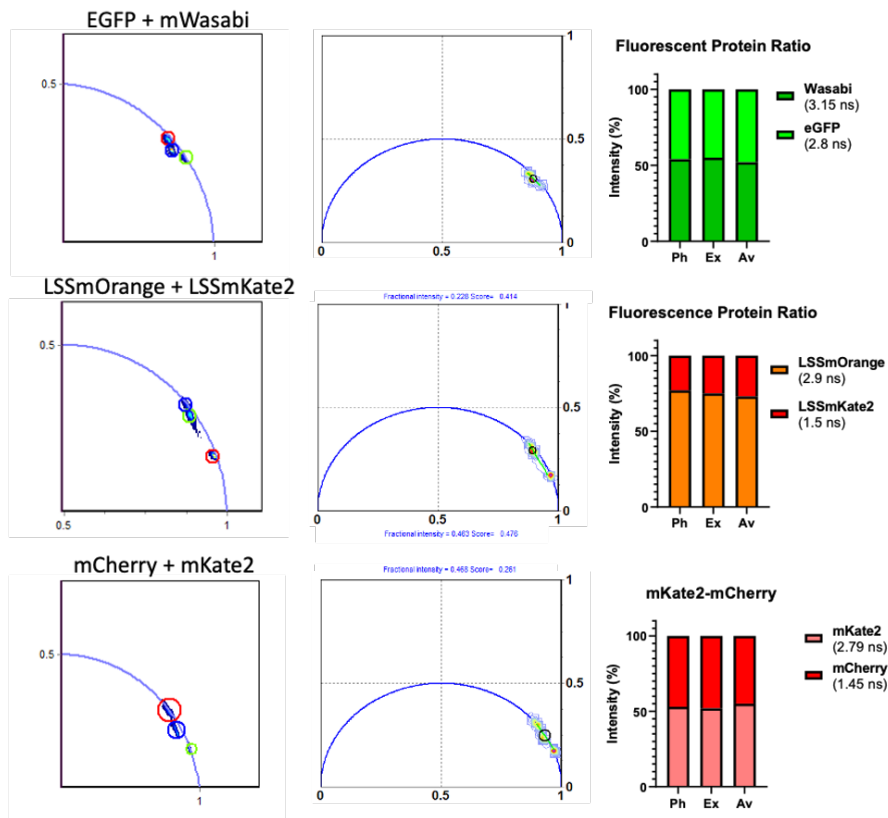 EGFP + mWasabi
0.5
1
1
0.5
0
0
0.5
1
Fluorescent Protein Ratio
Intensity (%)
100
50
0
Ph Ex Av
Wasabi
(3.15 ns)
eGFP
(2.8 ns)
LSSmOrange + LSSmKate2
0.5
0.5
1
Fractional intensity = 0.228 Score= 0.414
1
0.5
0
0
0.5
1
Fractional intensity = 0.463 Score= 0.476
Fluorescence Protein Ratio
Intensity (%)
100
50
0
Ph Ex Av
LSSmOrange
(2.9 ns)
LSSmKate2
(1.5 ns)
mCherry + mKate2
0.5
1
Fractional intensity = 0.466 Score= 0.261
1
0.5
0
0
0.5
1
mKate2-mCherry
Intensity (%)
100
50
0
Ph Ex Av
mKate2
(2.79 ns)
mCherry
(1.45 ns)